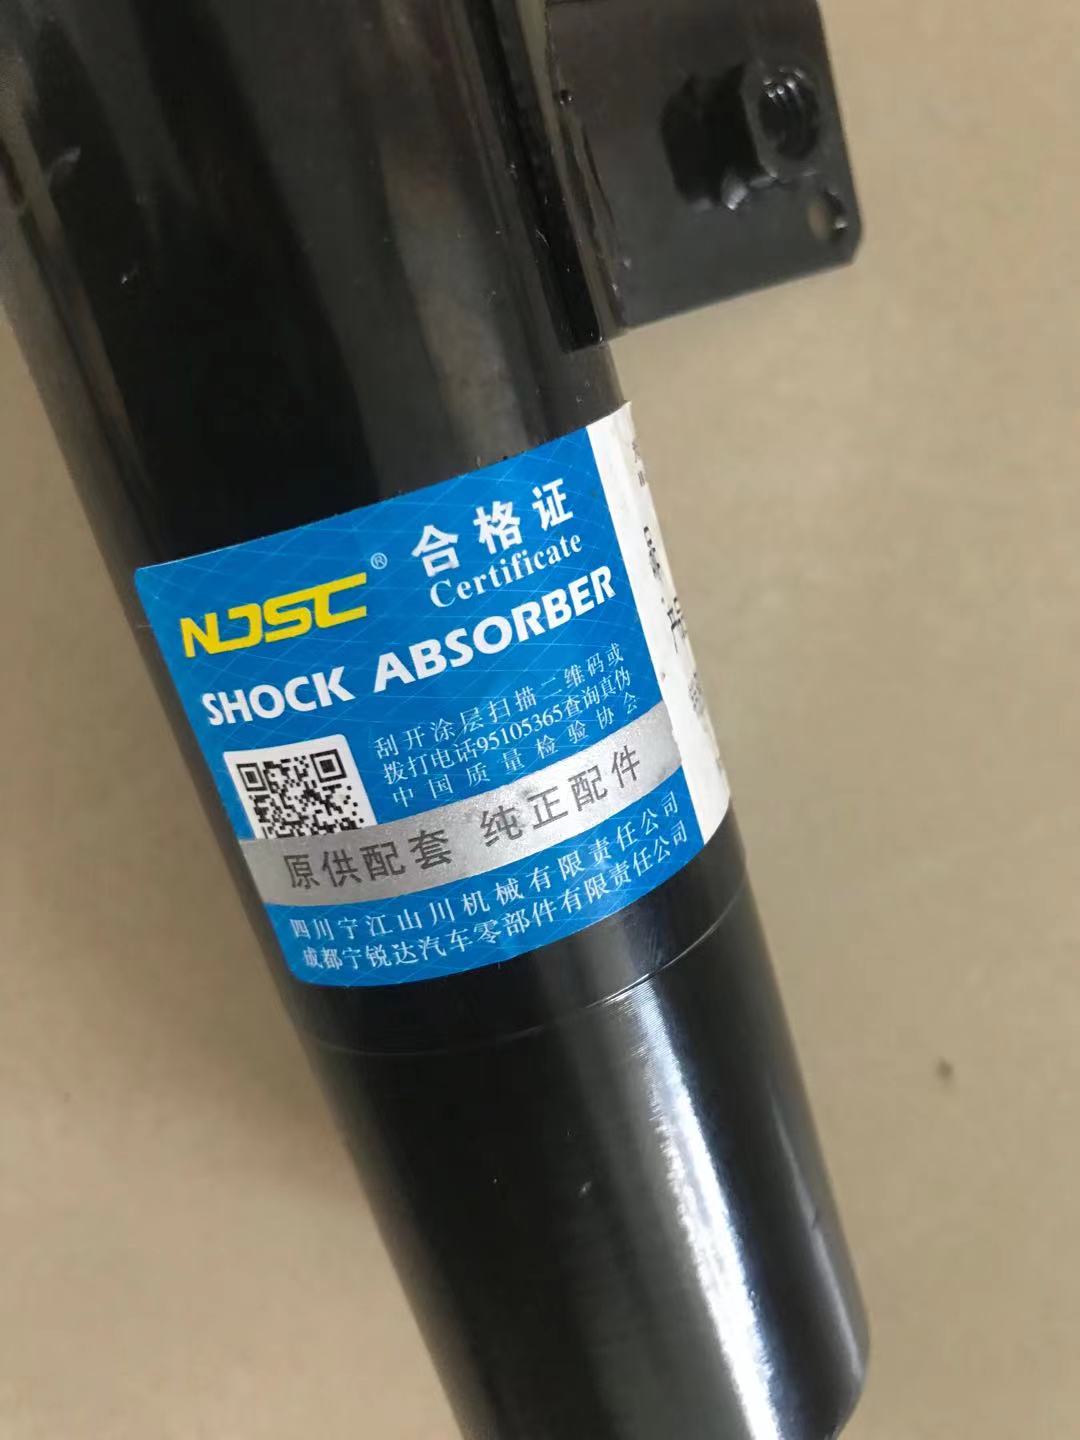 NJSC®
合格证
Certificate
SHOCK ABSORBER
刮开涂层扫描二维码或
拨打电话95105365查询真伪
中国质量检验协会
原供配套 纯正配件
四川宁江山川机械有限责任公司
成都宁锐达汽车零部件有限责任公司